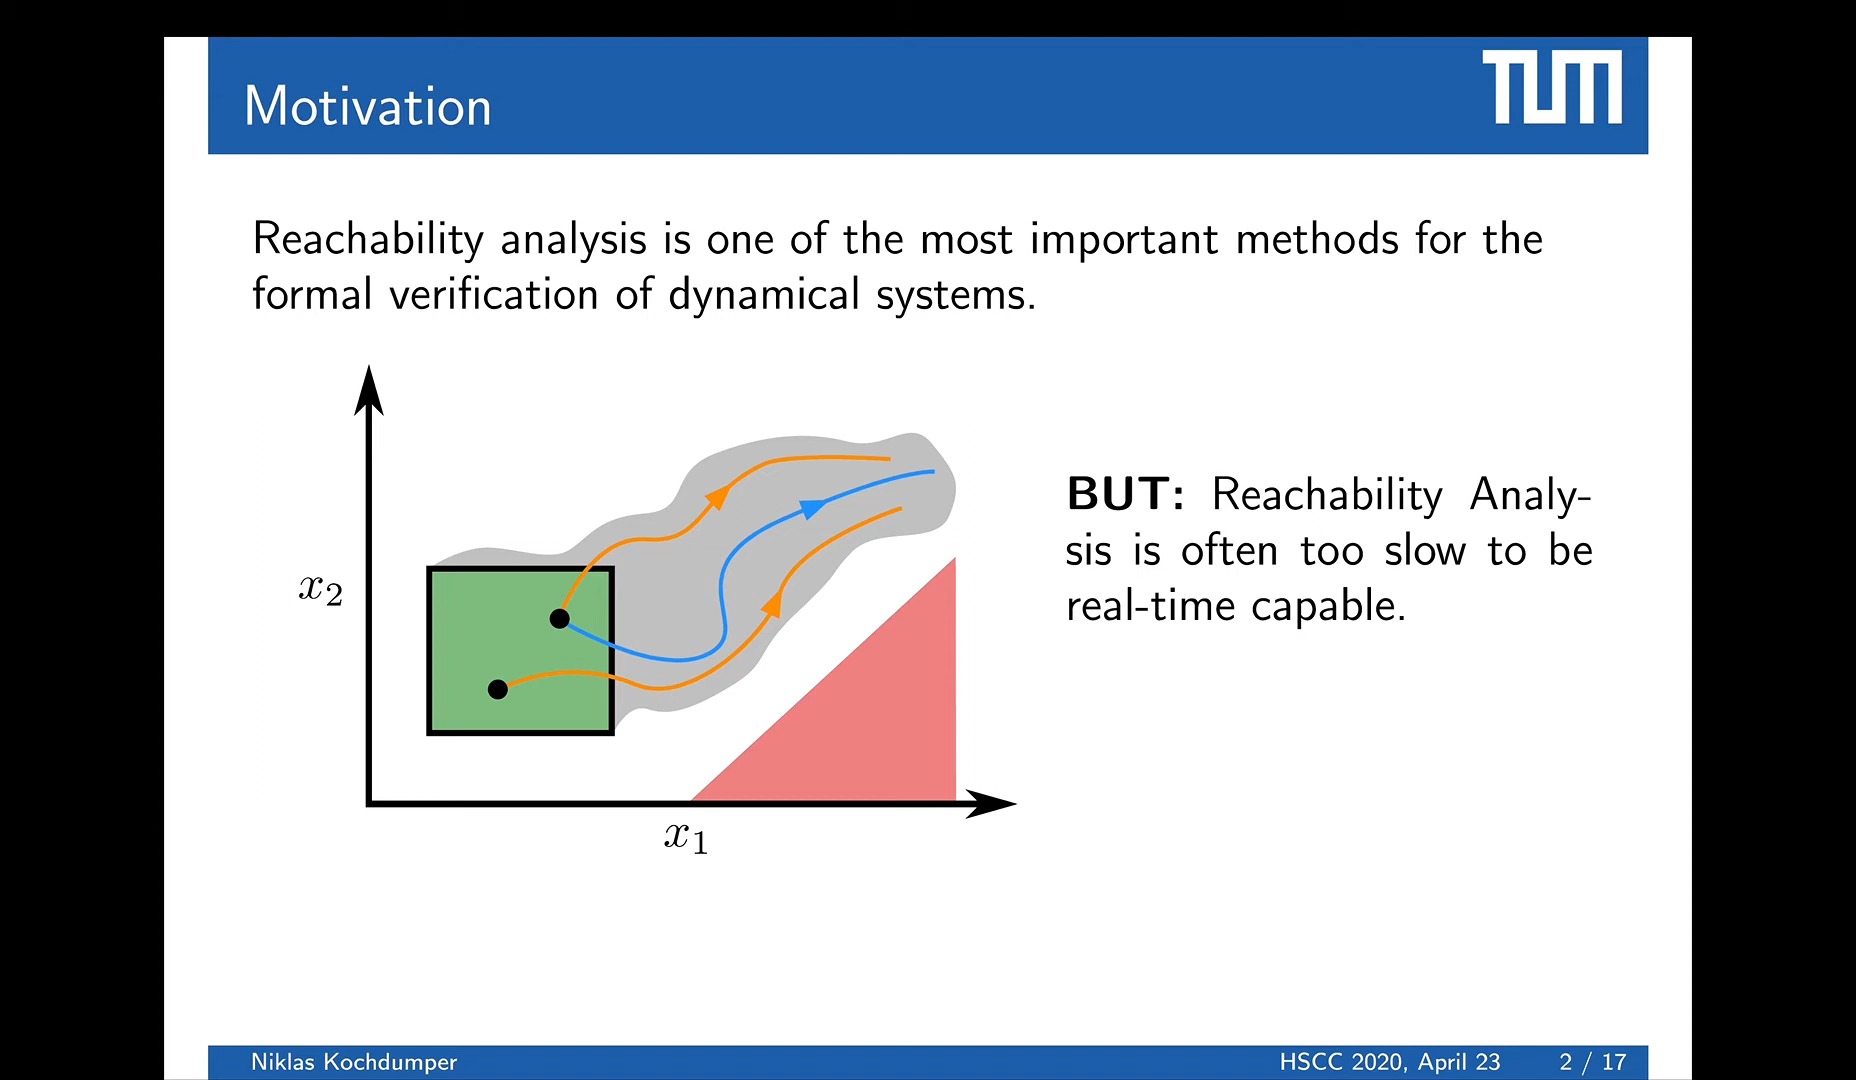 Motivation
TUM
Reachability analysis is one of the most important methods for the
formal verification of dynamical systems.
x₂
x₁
BUT: Reachability Analy-
sis is often too slow to be
real-time capable.
Niklas Kochdumper
HSCC 2020, April 23
2 / 17